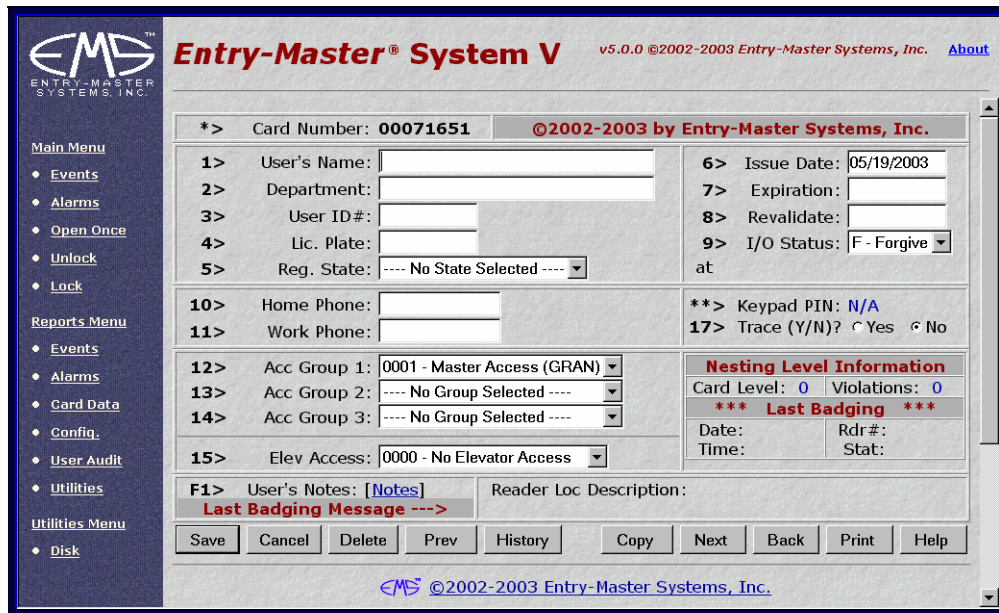 EMS™
ENTRY-MASTER
SYSTEMS, INC.
Entry-Master® System V v5.0.0 ©2002-2003 Entry-Master Systems, Inc. About
Main Menu
Events
Alarms
Open Once
Unlock
Lock
Reports Menu
Events
Alarms
Card Data
Config.
User Audit
Utilities
Utilities Menu
Disk
*> Card Number: 00071651 ©2002-2003 by Entry-Master Systems, Inc.
1> User's Name:
2> Department:
3> User ID#:
4> Lic. Plate:
5> Reg. State: ---- No State Selected ----
6> Issue Date: 05/19/2003
7> Expiration:
8> Revalidate:
9> I/O Status: F - Forgive
at
10> Home Phone:
11> Work Phone:
**> Keypad PIN: N/A
17> Trace (Y/N)? Yes No
12> Acc Group 1: 0001 - Master Access (GRAN)
13> Acc Group 2: ---- No Group Selected ----
14> Acc Group 3: ---- No Group Selected ----
15> Elev Access: 0000 - No Elevator Access
Nesting Level Information
Card Level: 0 Violations: 0
*** Last Badging ***
Date: Rdr#:
Time: Stat:
F1> User's Notes: [Notes] Reader Loc Description:
Last Badging Message --->
Save Cancel Delete Prev History Copy Next Back Print Help
EMS™ ©2002-2003 Entry-Master Systems, Inc.